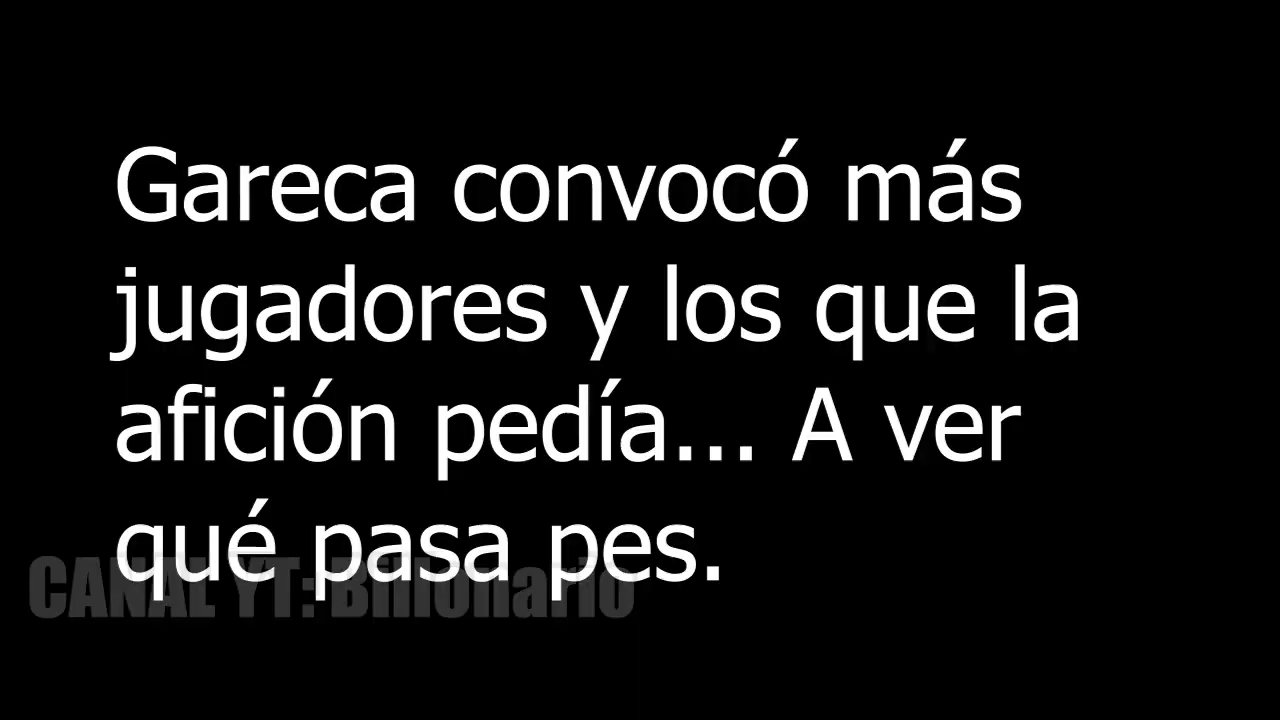 Gareca convocó más
jugadores y los que la
afición pedía... A ver
qué pasa pes.
CANAL YT: Billonario